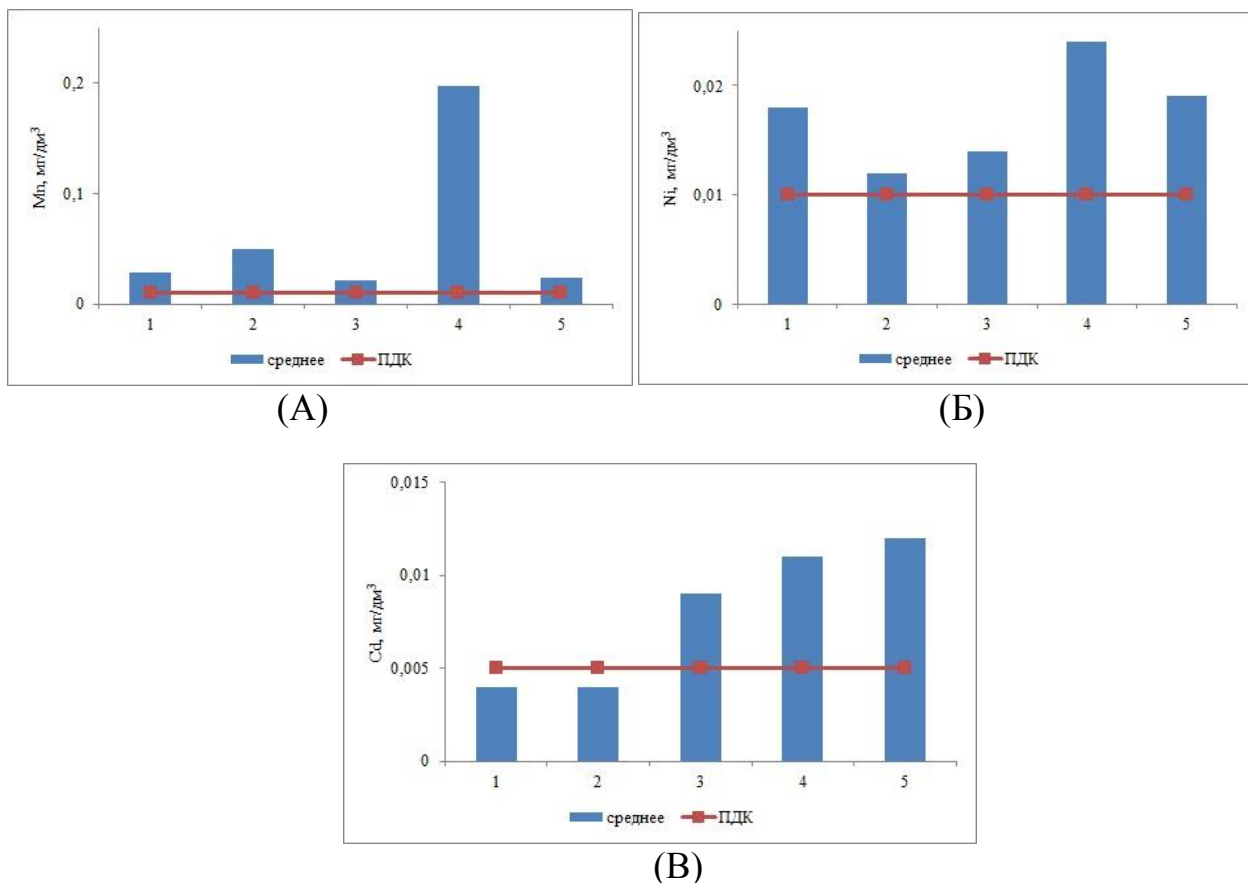 0,2
0,1
0
Mn, мг/дм³
1 2 3 4 5
среднее ПДК
(А)
0,02
0,01
0
Ni, мг/дм³
1 2 3 4 5
среднее ПДК
(Б)
0,015
0,01
0,005
0
Cd, мг/дм³
1 2 3 4 5
среднее ПДК
(В)